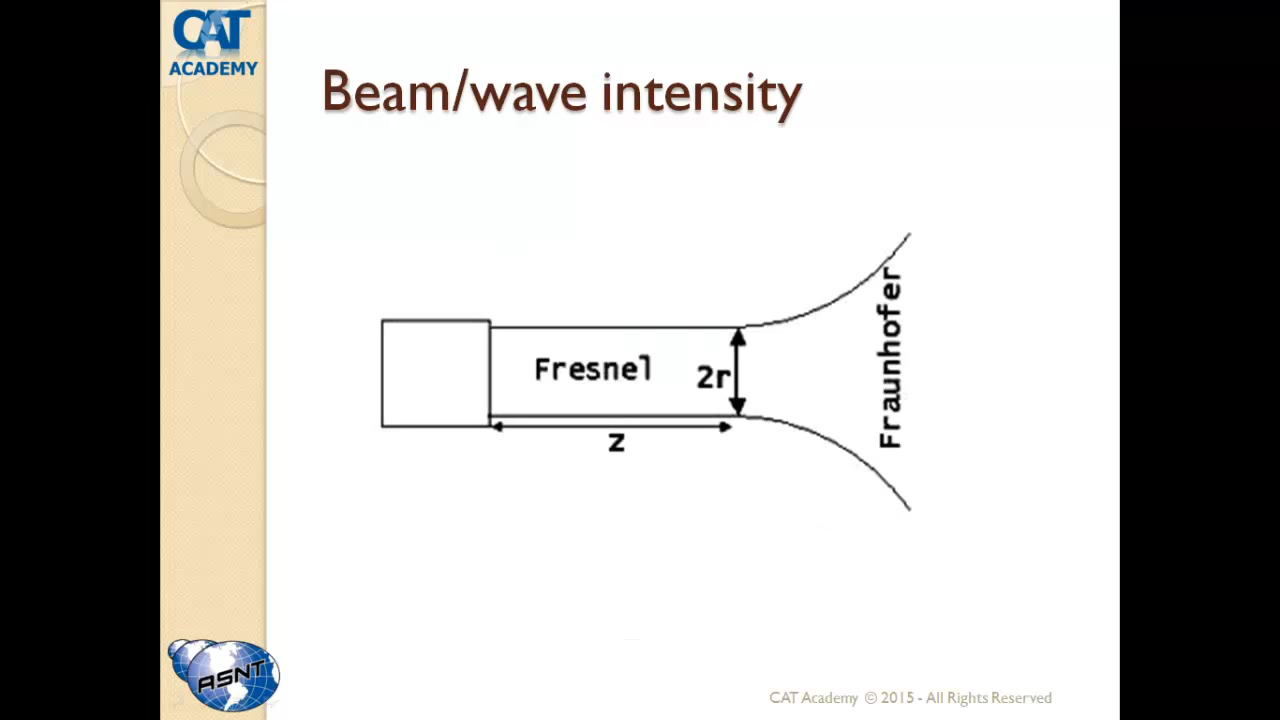 CAT
ACADEMY
Beam/wave intensity
Fresnel
2r
z
Fraunhofer
ASNT
CAT Academy © 2015 - All Rights Reserved